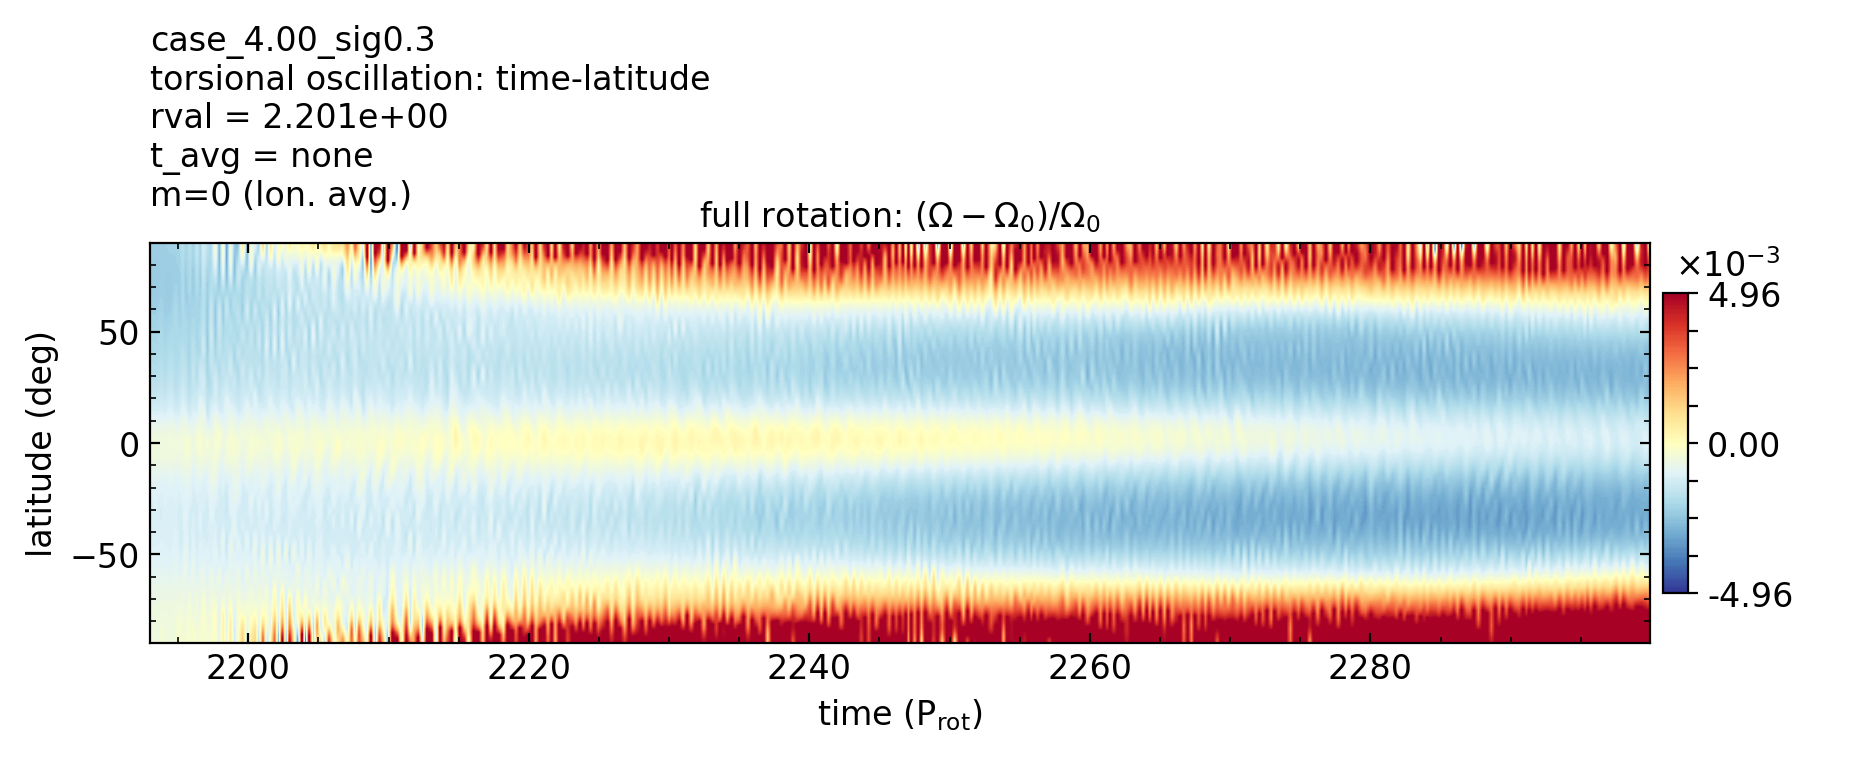 case_4.00_sig0.3
torsional oscillation: time-latitude
rval = 2.201e+00
t_avg = none
m=0 (lon. avg.)
full rotation: (Ω − Ω₀)/Ω₀
×10⁻³
4.96
0.00
-4.96
latitude (deg)
50
0
−50
2200 2220 2240 2260 2280
time (P_rot)